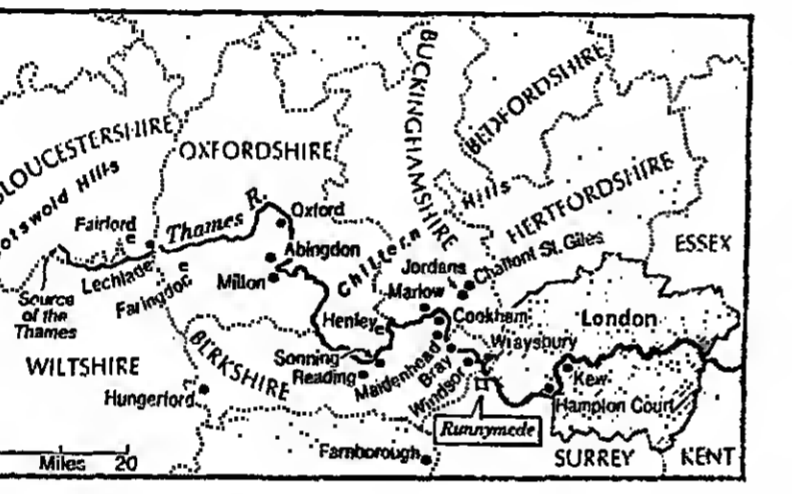 BUCKINGHAMSHIRE
BEDFORDSHIRE
GLOUCESTERSHIRE
OXFORDSHIRE
Cotswold Hills
HERTFORDSHIRE
Chiltern Hills
Fairford
Thames R.
Oxford
ESSEX
Abingdon
Lechlade
Faringdon
Milton
Jordans
Chalfont St. Giles
Marlow
Source
of the
Thames
Henley
Cookham
London
Wraysbury
WILTSHIRE
BERKSHIRE
Sonning
Reading
Maidenhead
Bray
Windsor
Kew
Hungerford
Hampton Court
Runnymede
Miles 20
Farnborough
SURREY
KENT